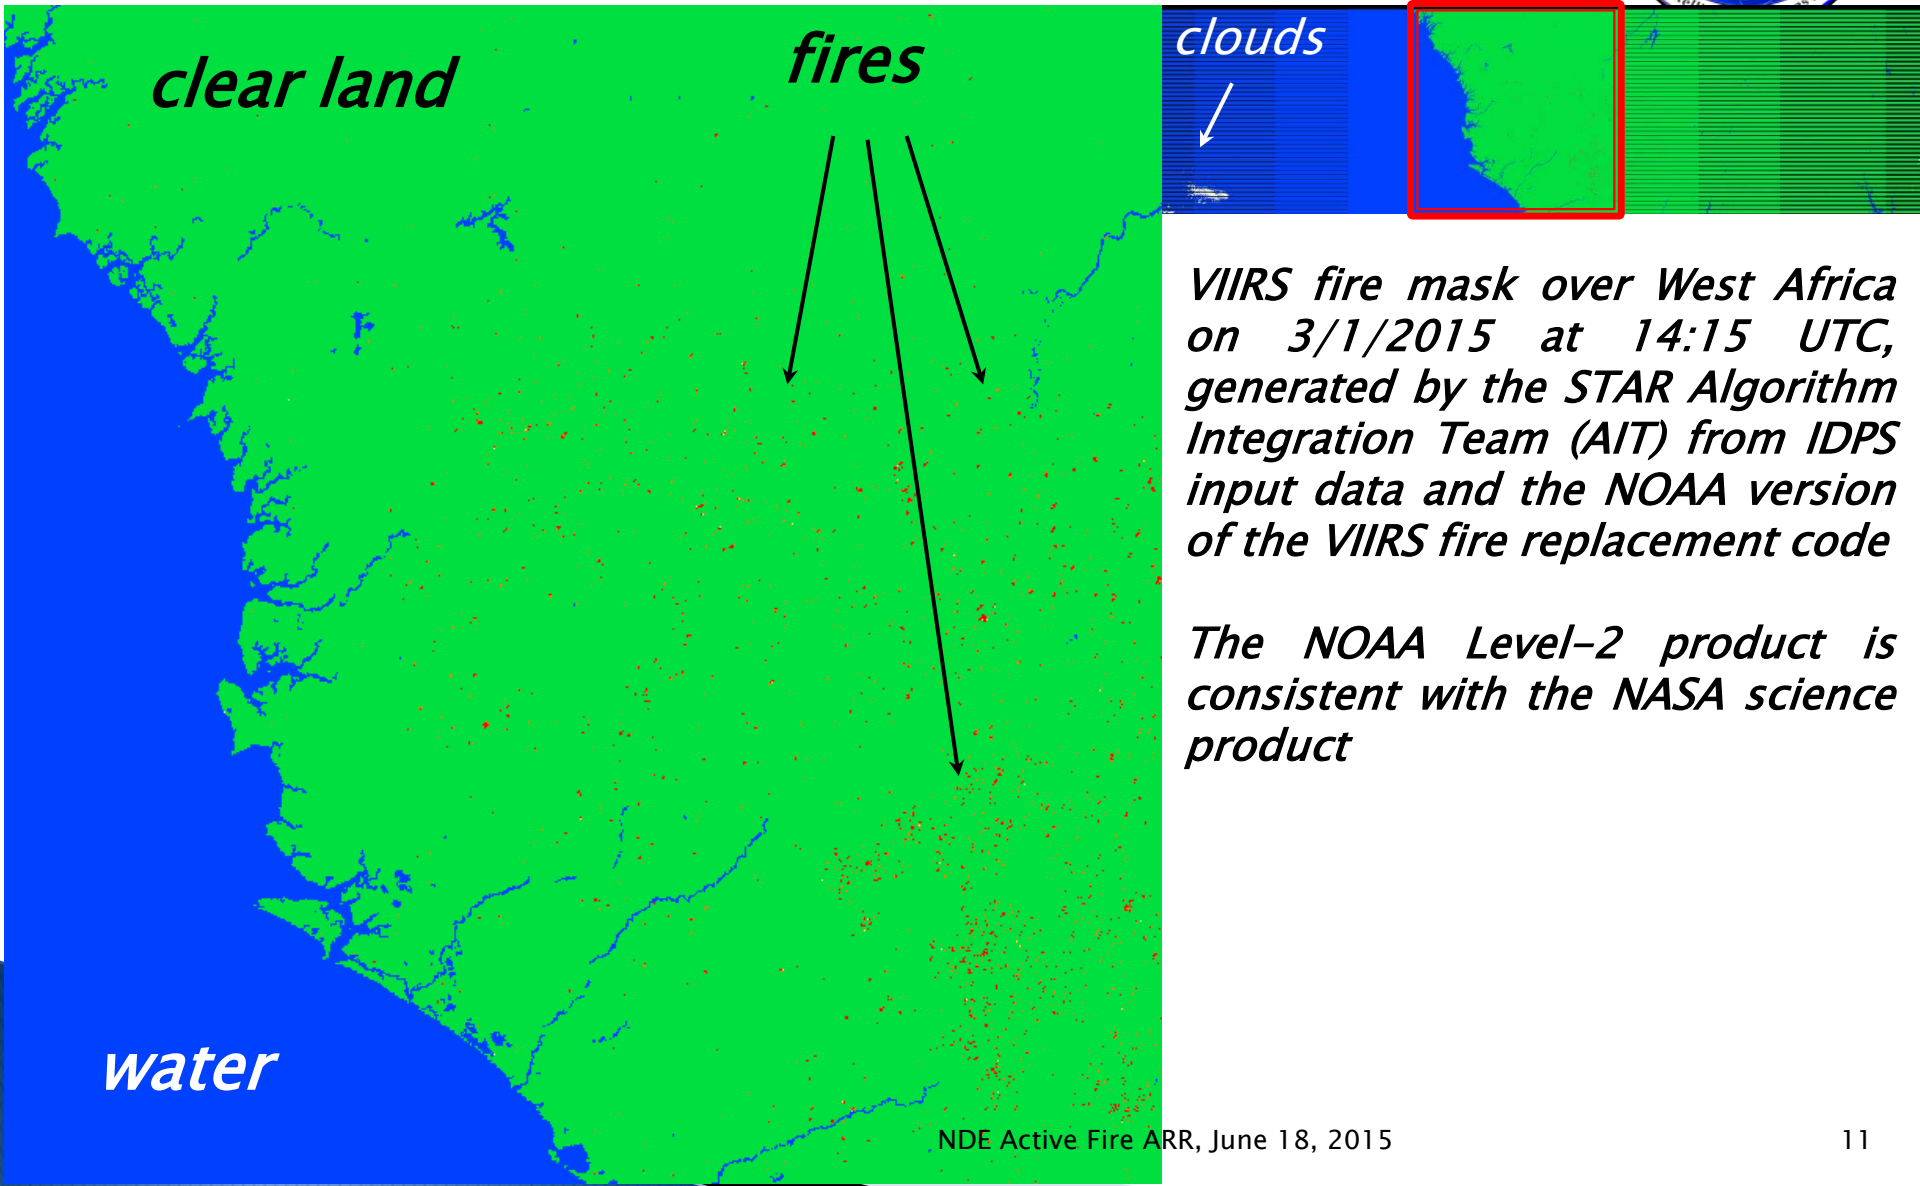 clear land
fires
clouds
VIIRS fire mask over West Africa
on 3/1/2015 at 14:15 UTC,
generated by the STAR Algorithm
Integration Team (AIT) from IDPS
input data and the NOAA version
of the VIIRS fire replacement code
The NOAA Level-2 product is
consistent with the NASA science
product
water
NDE Active Fire ARR, June 18, 2015
11